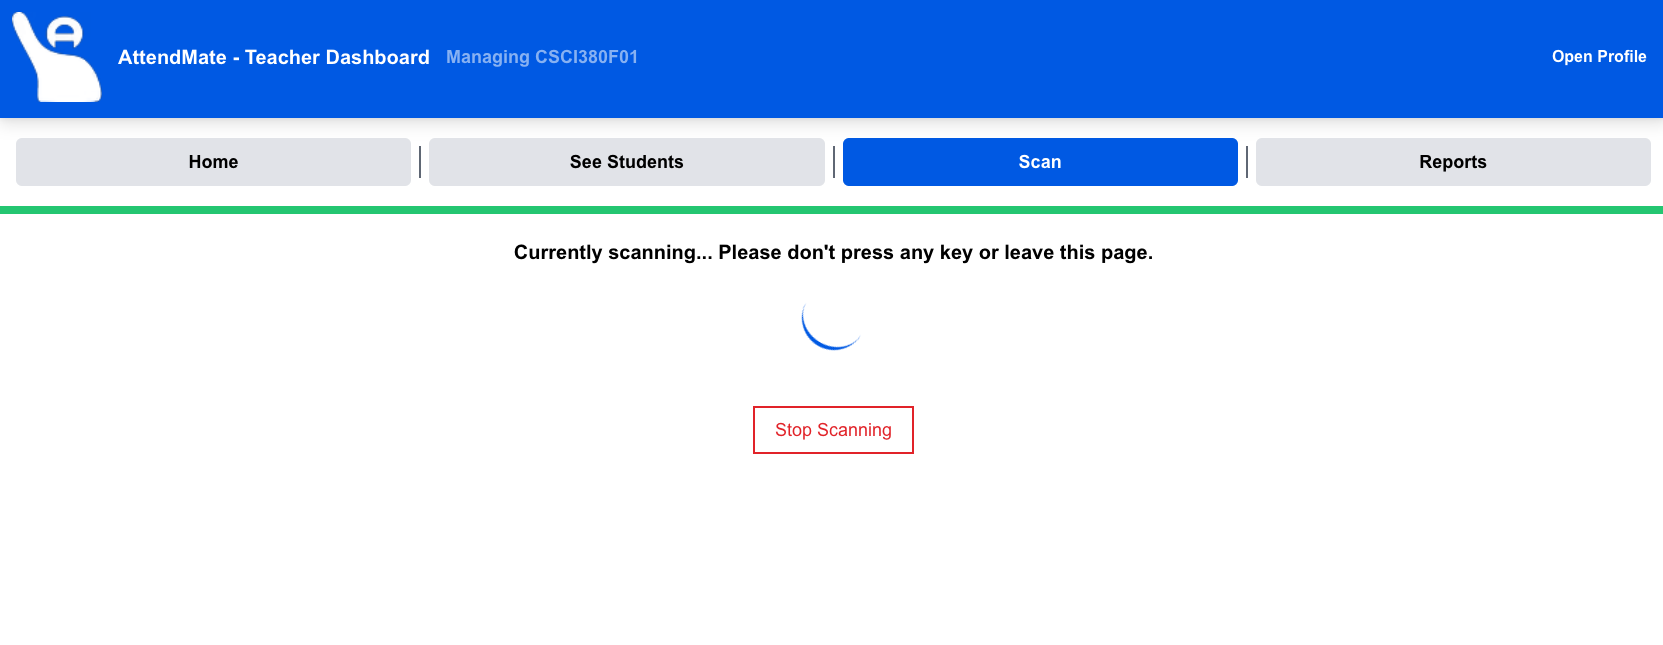 AttendMate - Teacher Dashboard Managing CSCI380F01
Open Profile
Home
See Students
Scan
Reports
Currently scanning... Please don't press any key or leave this page.
Stop Scanning